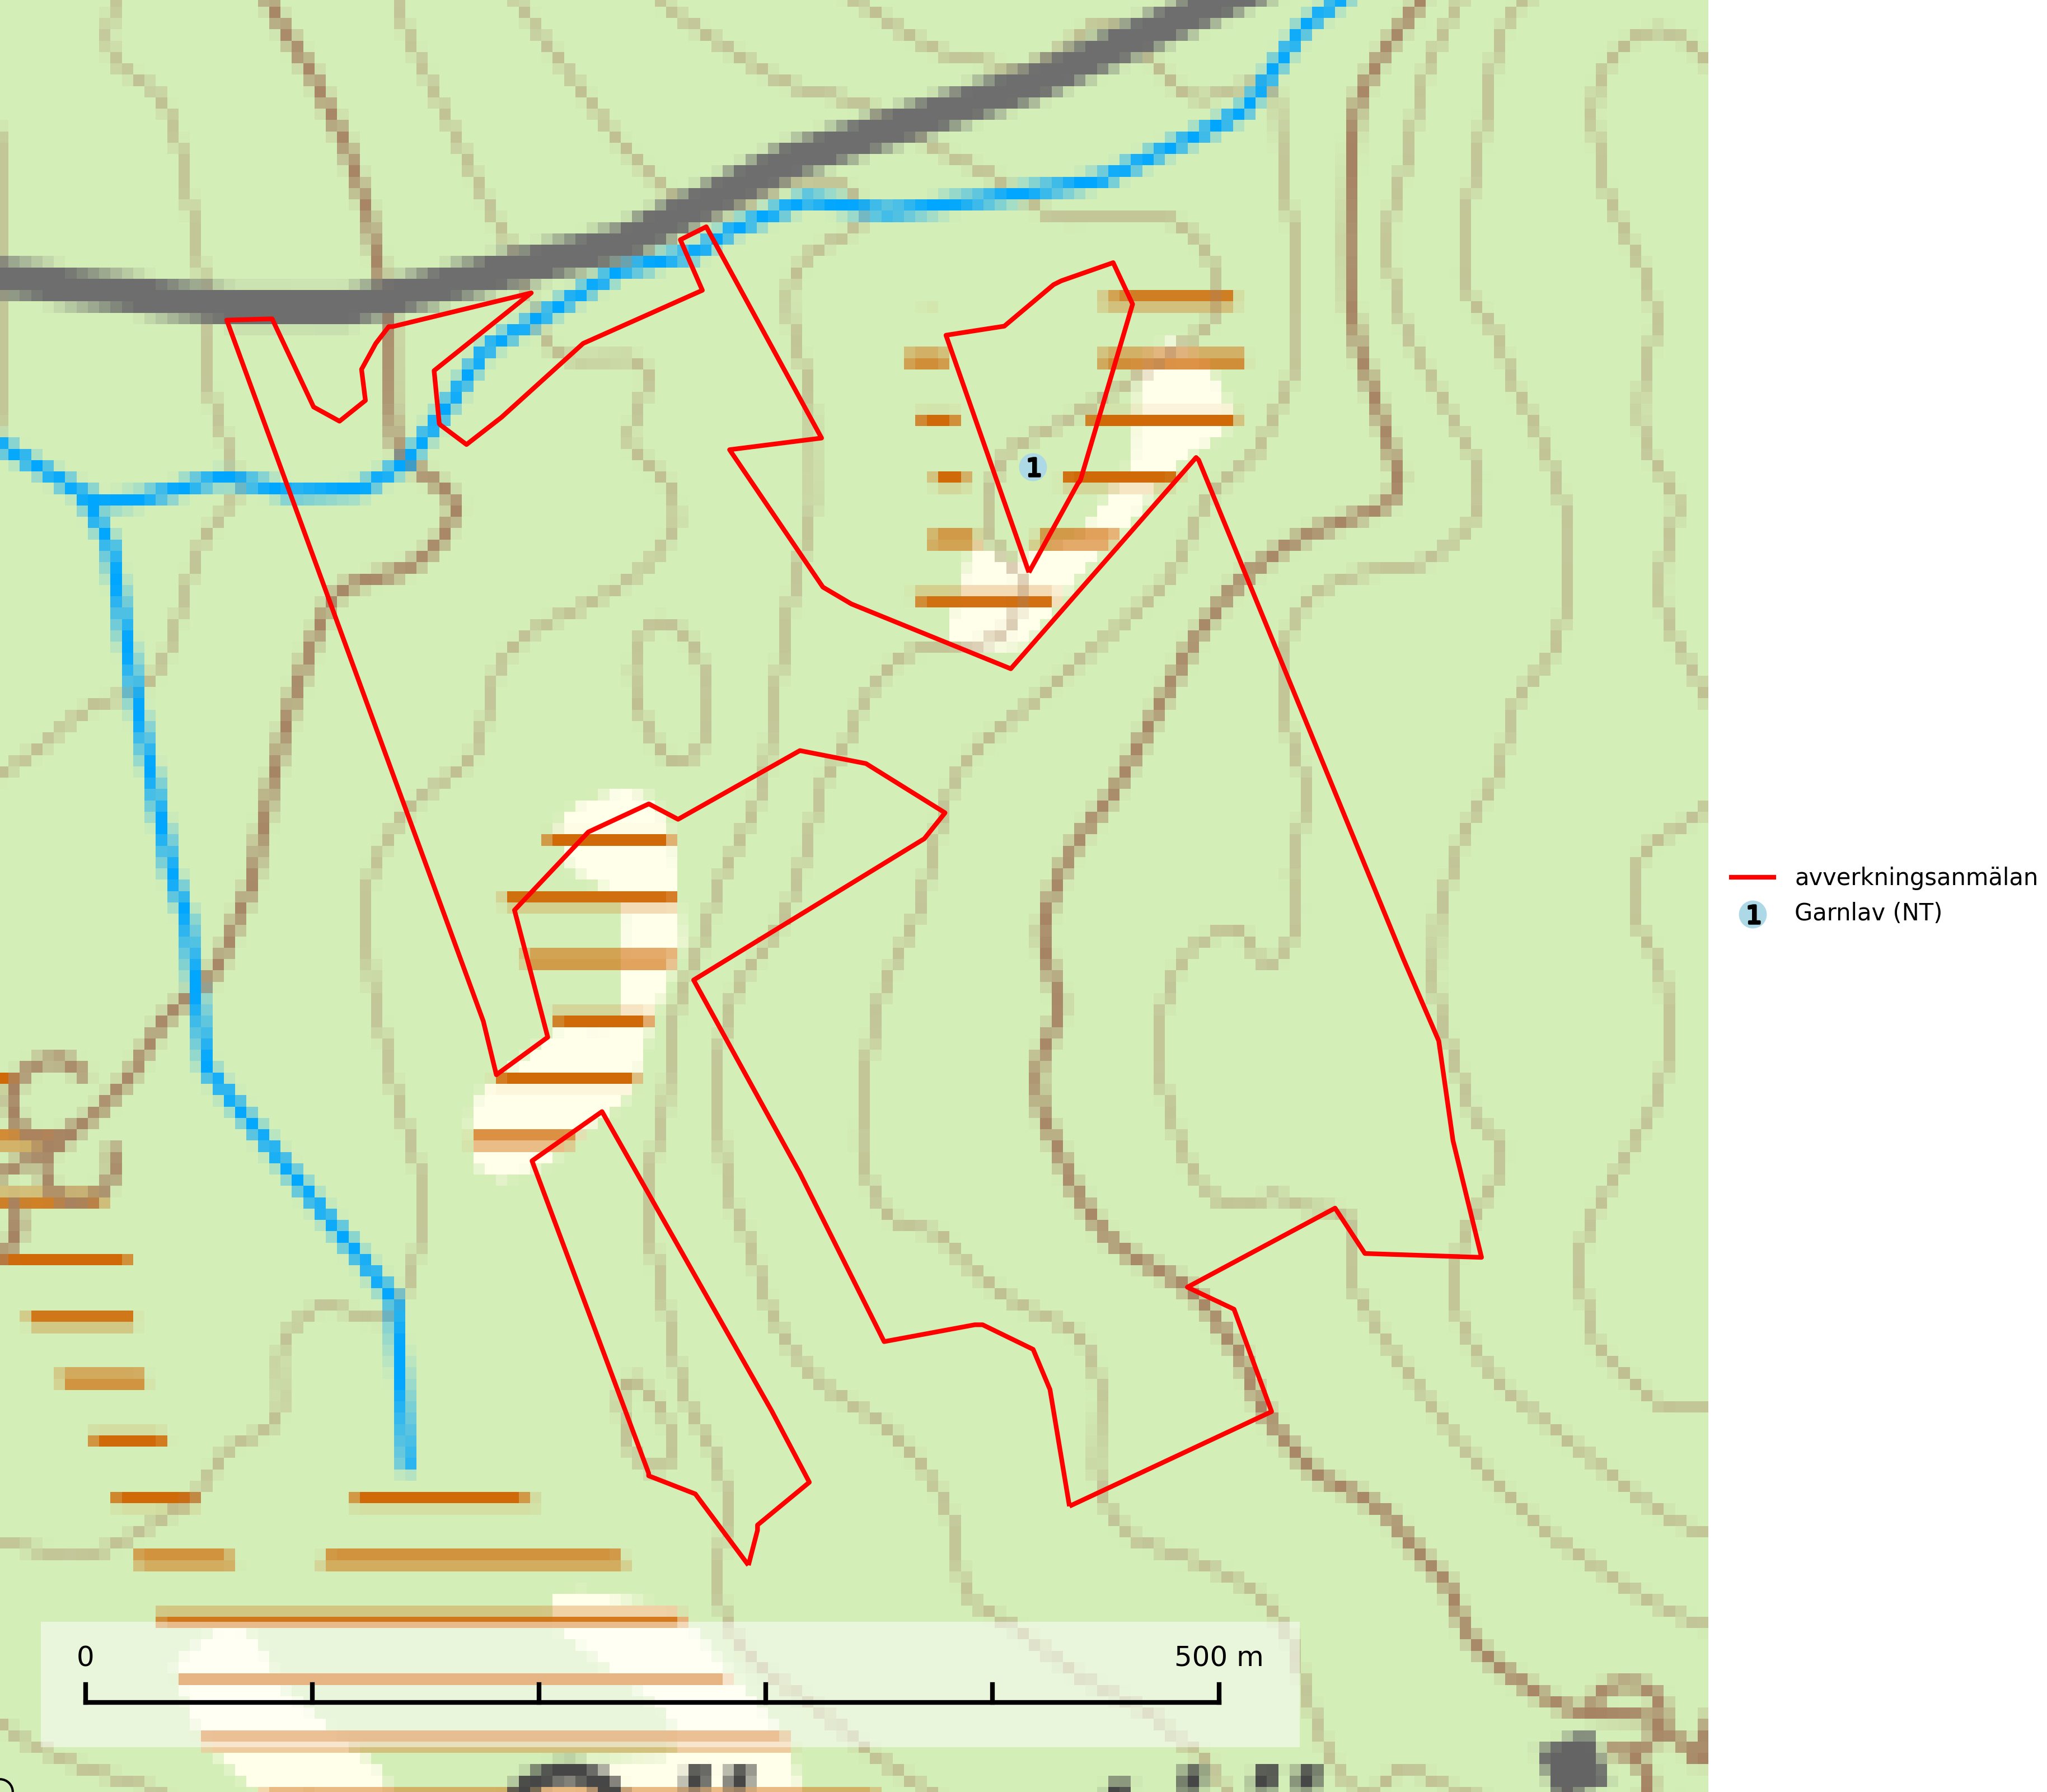 1
avverkningsanmälan
1 Garnlav (NT)
0 500 m